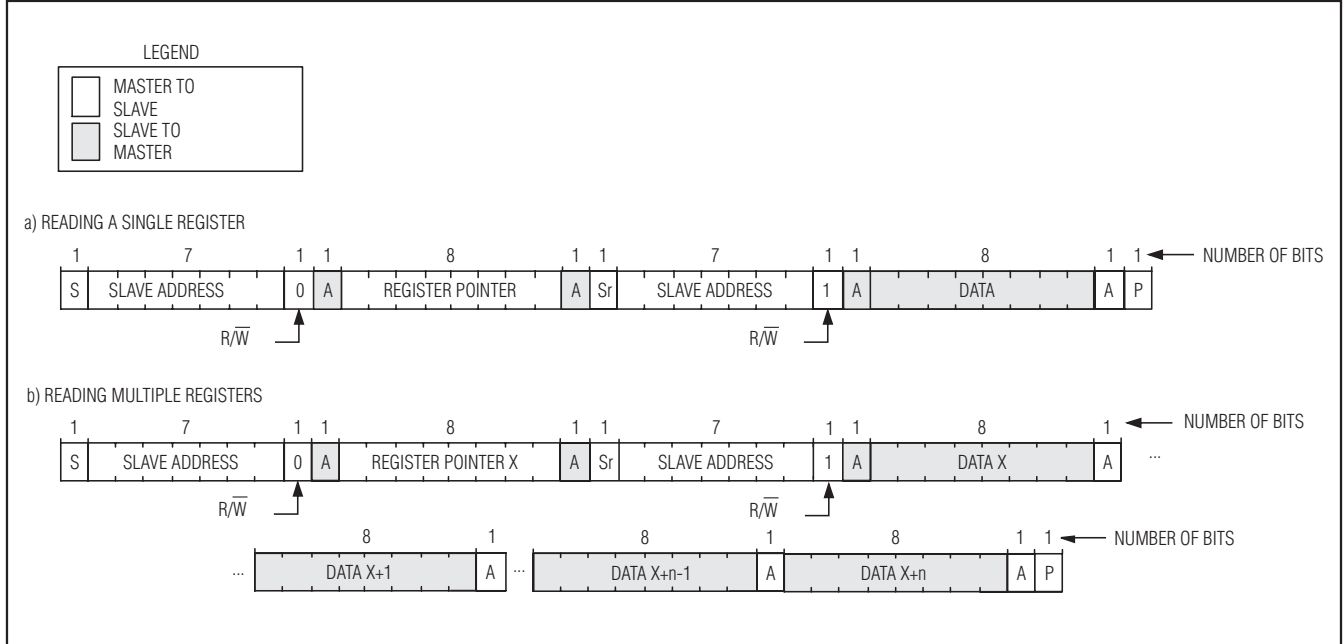 LEGEND
MASTER TO
SLAVE
SLAVE TO
MASTER
a) READING A SINGLE REGISTER
1 7 1 1 8 1 1 7 1 1 8 1 1 NUMBER OF BITS
S SLAVE ADDRESS 0 A REGISTER POINTER A Sr SLAVE ADDRESS 1 A DATA A P
R/W̅ R/W̅
b) READING MULTIPLE REGISTERS
1 7 1 1 8 1 1 7 1 1 8 1 NUMBER OF BITS
S SLAVE ADDRESS 0 A REGISTER POINTER X A Sr SLAVE ADDRESS 1 A DATA X A ...
R/W̅ R/W̅
8 1 8 1 8 1 1 NUMBER OF BITS
... DATA X+1 A ... DATA X+n-1 A DATA X+n A P